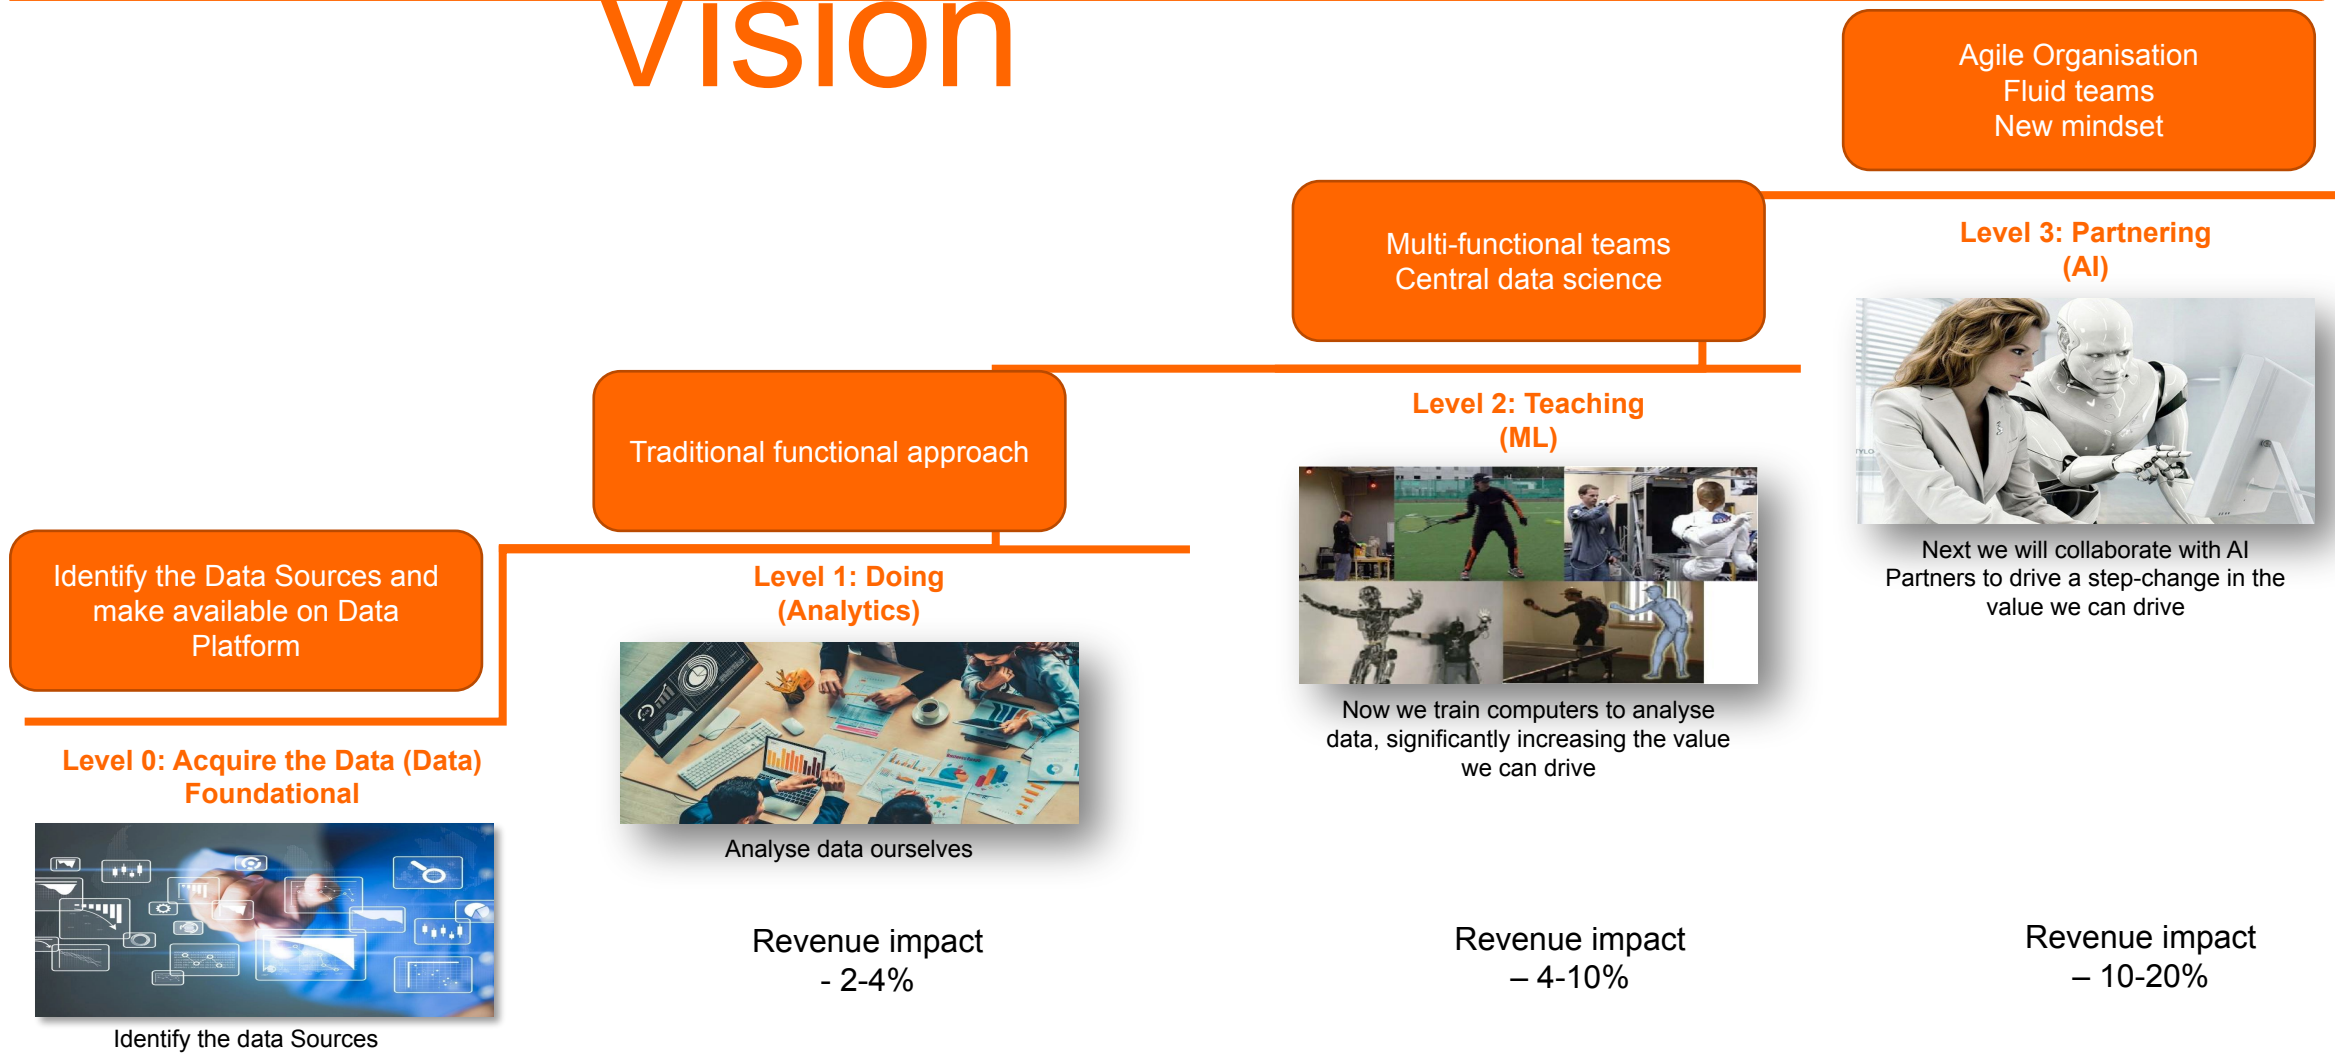 Vision
Agile Organisation
Fluid teams
New mindset
Multi-functional teams
Central data science
Level 3: Partnering
(AI)
Traditional functional approach
Level 2: Teaching
(ML)
Identify the Data Sources and
make available on Data
Platform
Level 1: Doing
(Analytics)
Next we will collaborate with AI
Partners to drive a step-change in the
value we can drive
Level 0: Acquire the Data (Data)
Foundational
Now we train computers to analyse
data, significantly increasing the value
we can drive
Analyse data ourselves
Revenue impact
- 2-4%
Revenue impact
– 4-10%
Revenue impact
– 10-20%
Identify the data Sources